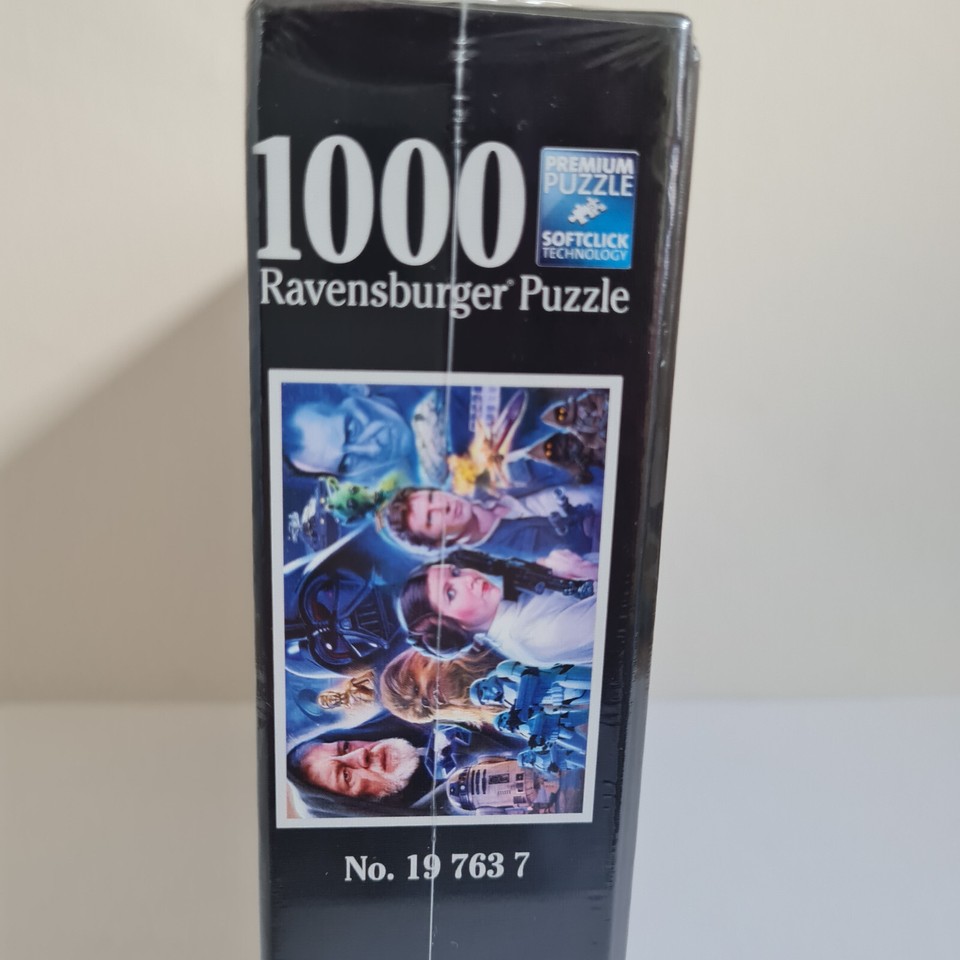 1000
PREMIUM
PUZZLE
SOFTCLICK
TECHNOLOGY
Ravensburger® Puzzle
No. 19 763 7